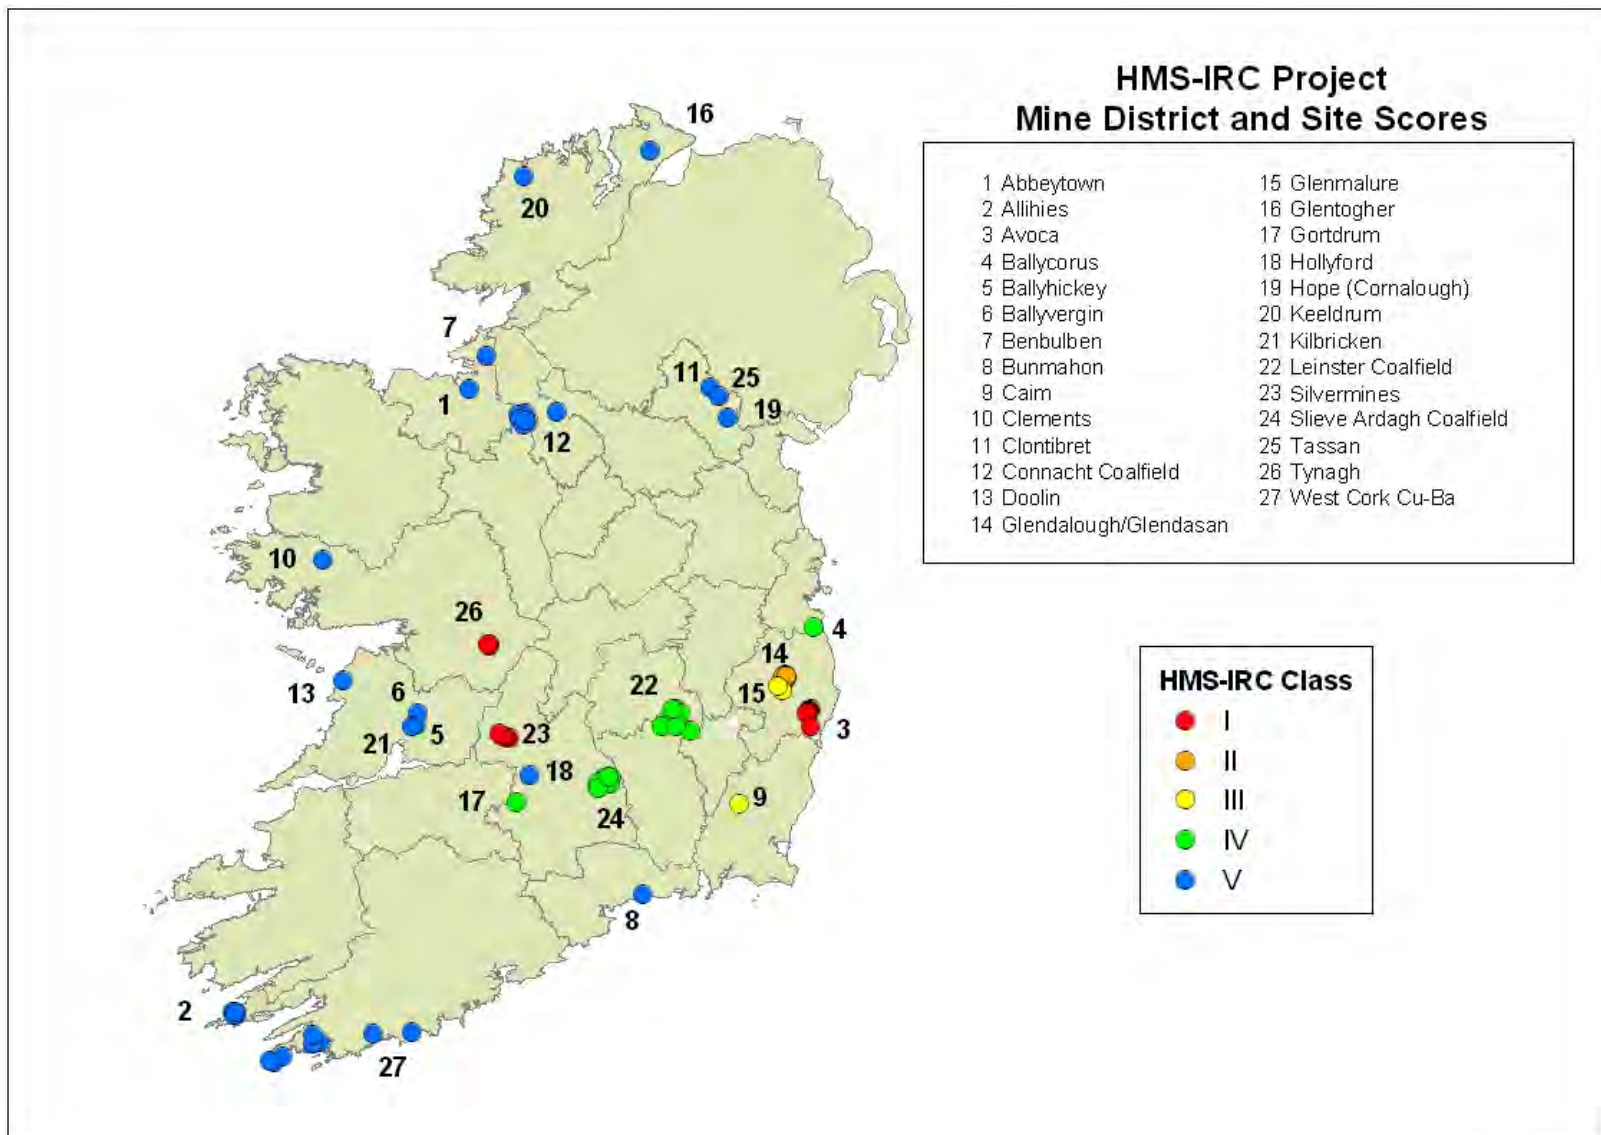 HMS-IRC Project
Mine District and Site Scores
1 Abbeytown
2 Allihies
3 Avoca
4 Ballycorus
5 Ballyhickey
6 Ballyvergin
7 Benbulben
8 Bunmahon
9 Caim
10 Clements
11 Clontibret
12 Connacht Coalfield
13 Doolin
14 Glendalough/Glendasan
15 Glenmalure
16 Glentogher
17 Gortdrum
18 Hollyford
19 Hope (Cornalough)
20 Keeldrum
21 Kilbricken
22 Leinster Coalfield
23 Silvermines
24 Slieve Ardagh Coalfield
25 Tassan
26 Tynagh
27 West Cork Cu-Ba
16
20
7
11
25
1
19
12
10
26
4
14
13
6
22
15
21
5
23
3
18
17
24
9
8
2
27
HMS-IRC Class
I
II
III
IV
V